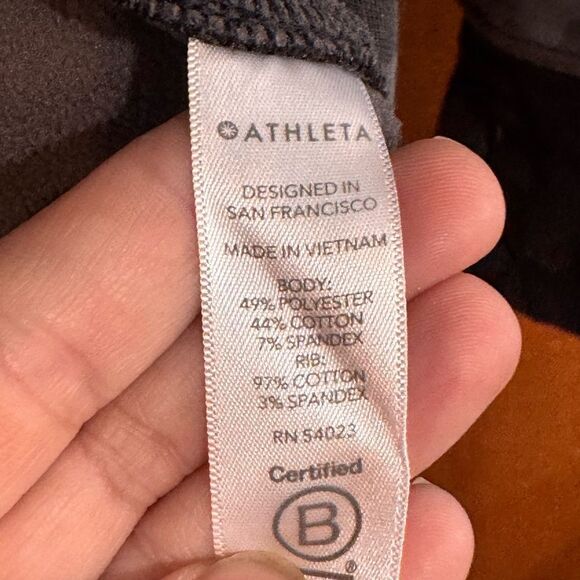 ATHLETA
DESIGNED IN
SAN FRANCISCO
MADE IN VIETNAM
BODY:
49% POLYESTER
44% COTTON
7% SPANDEX
RIB:
97% COTTON
3% SPANDEX
RN 54023
Certified
B
®